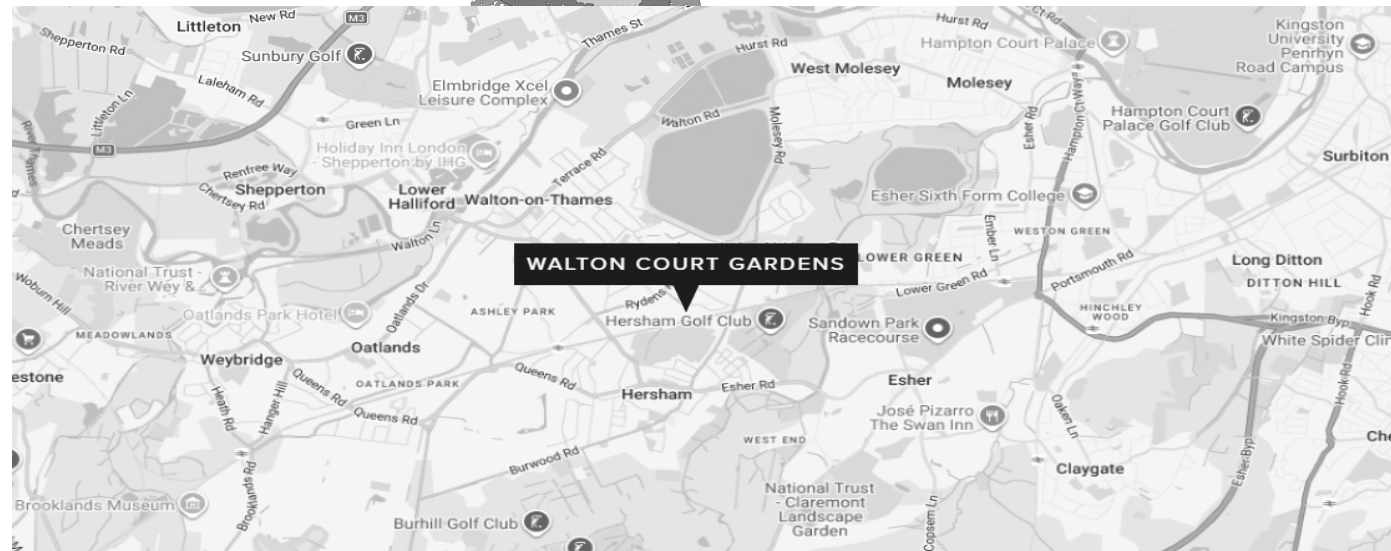 New Rd
Littleton
M3
Shepperton Rd
Sunbury Golf
Thames St
Hurst Rd
Hurst Rd
Ct Rd
Hampton Court Palace
Kingston
University
Penrhyn
Road Campus
West Molesey
Molesey
Laleham Rd
Elmbridge Xcel
Leisure Complex
Littleton Ln
Green Ln
Walton Rd
Molesey Rd
Esher Rd
Hampton Ct Way
Hampton Court
Palace Golf Club
River Thames
M3
Holiday Inn London
- Shepperton by IHG
Terrace Rd
Surbiton
Renfree Way
Shepperton
Chertsey Rd
Lower
Halliford
Walton-on-Thames
Esher Sixth Form College
Chertsey
Meads
Walton Ln
Ember Ln
WESTON GREEN
WALTON COURT GARDENS
LOWER GREEN
Portsmouth Rd
Long Ditton
DITTON HILL
National Trust -
River Wey &...
Woburn Hill
Oatlands Dr
Rydens
Lower Green Rd
Hook Rd
Oatlands Park Hotel
ASHLEY PARK
Hersham Golf Club
Sandown Park
Racecourse
HINCHLEY
WOOD
Kingston Byp
MEADOWLANDS
Weybridge
Oatlands
White Spider Clim
estone
Queens Rd
OATLANDS PARK
Queens Rd
Queens Rd
Hersham
Esher Rd
Esher
Hook Rd
Heath Rd
Hanger Hill
José Pizarro
The Swan Inn
Oaken Ln
WEST END
Che
Burwood Rd
Esher Byp
Claygate
Brooklands Museum
Brooklands Rd
Burhill Golf Club
National Trust
- Claremont
Landscape
Garden
Copsem Ln